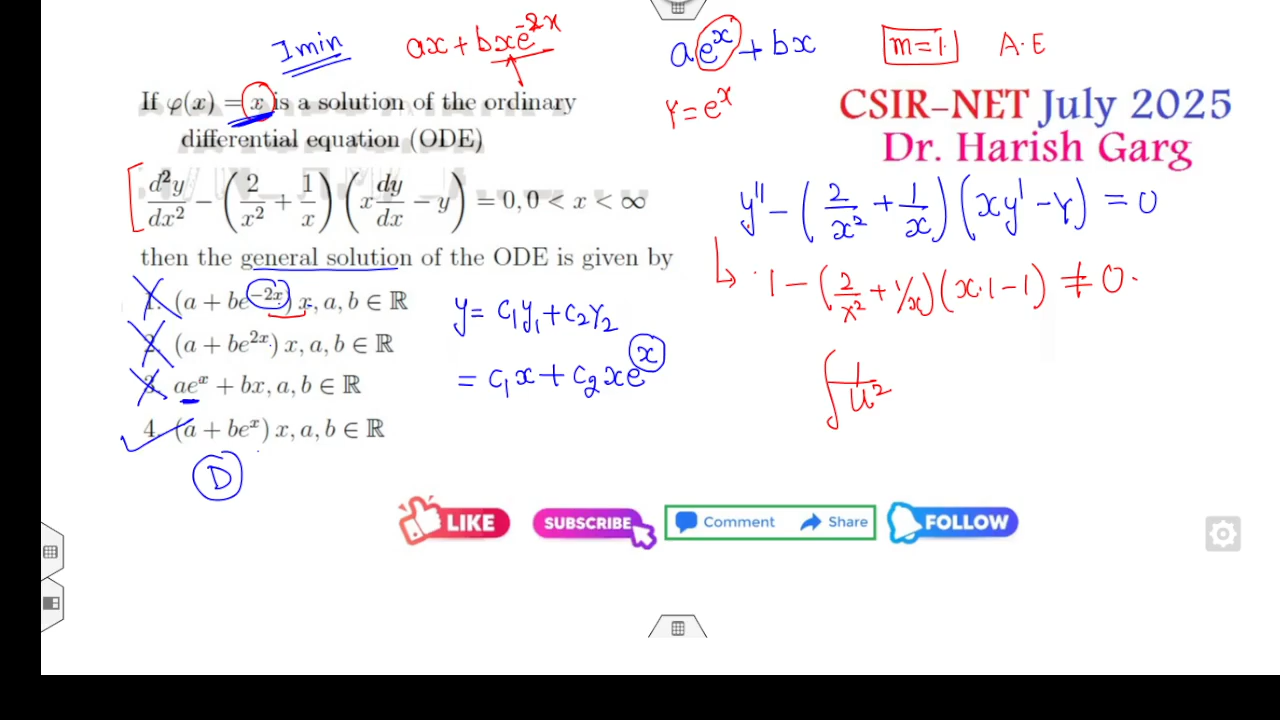 1 min
ax + bxe^{-2x}
ae^x + bx
m=1
A.E
If φ(x) = x is a solution of the ordinary
Y = e^x
CSIR-NET July 2025
differential equation (ODE)
Dr. Harish Garg
d²y/dx² − (2/x² + 1/x)(x dy/dx − y) = 0, 0 < x < ∞
y'' − (2/x² + 1/x)(xy' − y) = 0
then the general solution of the ODE is given by
1 − (2/x² + 1/x)(x·1 − 1) ≠ 0
1. (a + be^{−2x}) x, a, b ∈ ℝ
y = c₁y₁ + c₂y₂
2. (a + be^{2x}) x, a, b ∈ ℝ
= c₁x + c₂xe^x
3. ae^x + bx, a, b ∈ ℝ
∫ 1/u²
4. (a + be^x) x, a, b ∈ ℝ
D
LIKE
SUBSCRIBE
Comment
Share
FOLLOW